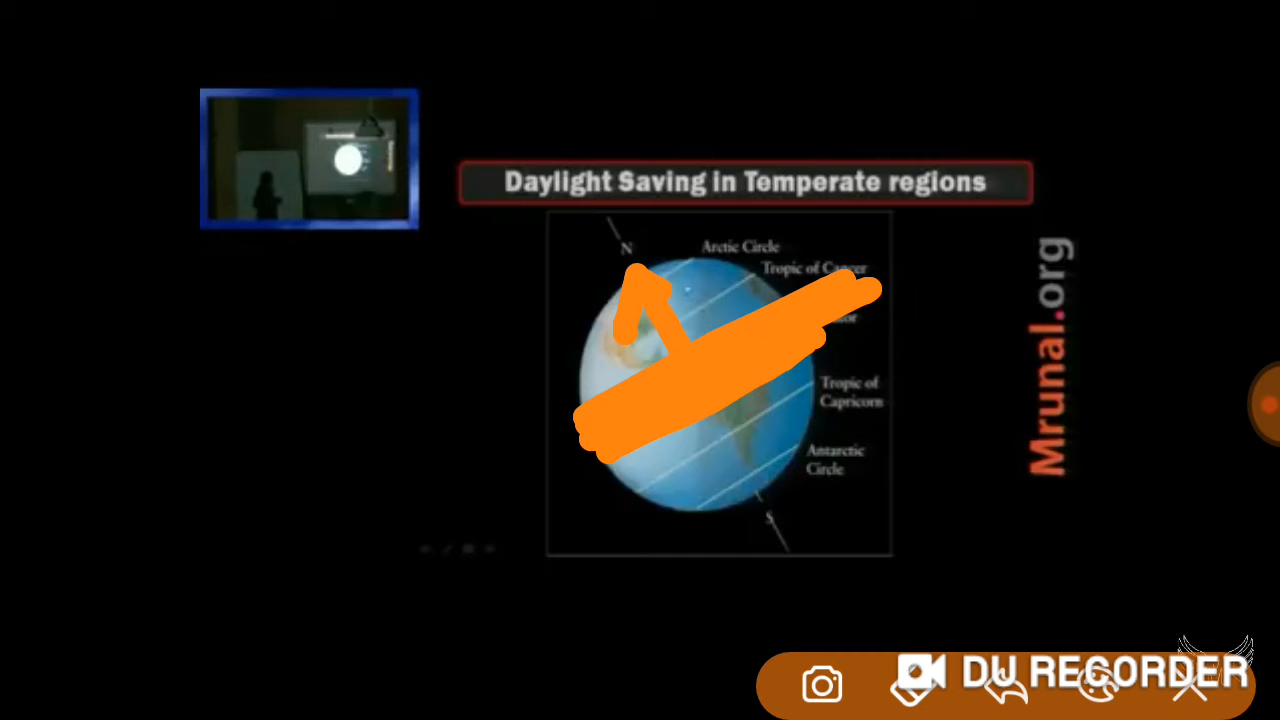 Daylight Saving in Temperate regions
N
Arctic Circle
Tropic of Cancer
Tropic of
Capricorn
Antarctic
Circle
S
Mrunal.org
DU RECORDER